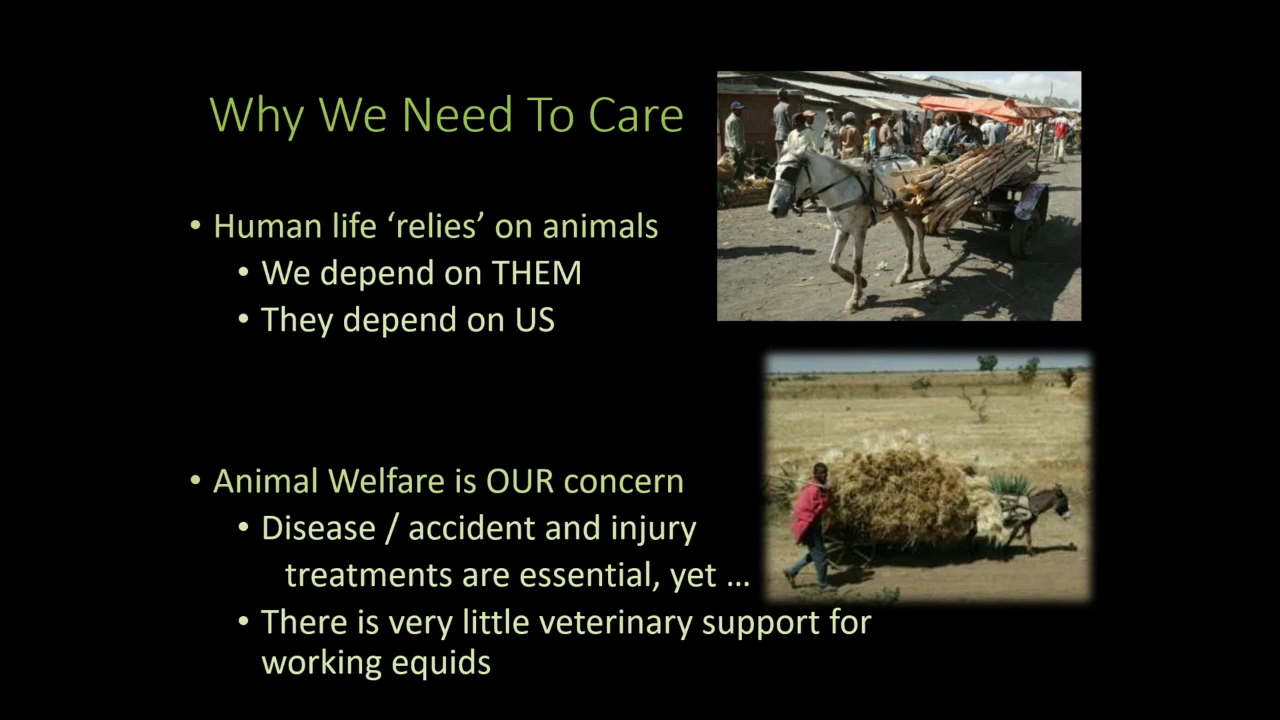 Why We Need To Care
• Human life ‘relies’ on animals
• We depend on THEM
• They depend on US
• Animal Welfare is OUR concern
• Disease / accident and injury
treatments are essential, yet …
• There is very little veterinary support for
working equids